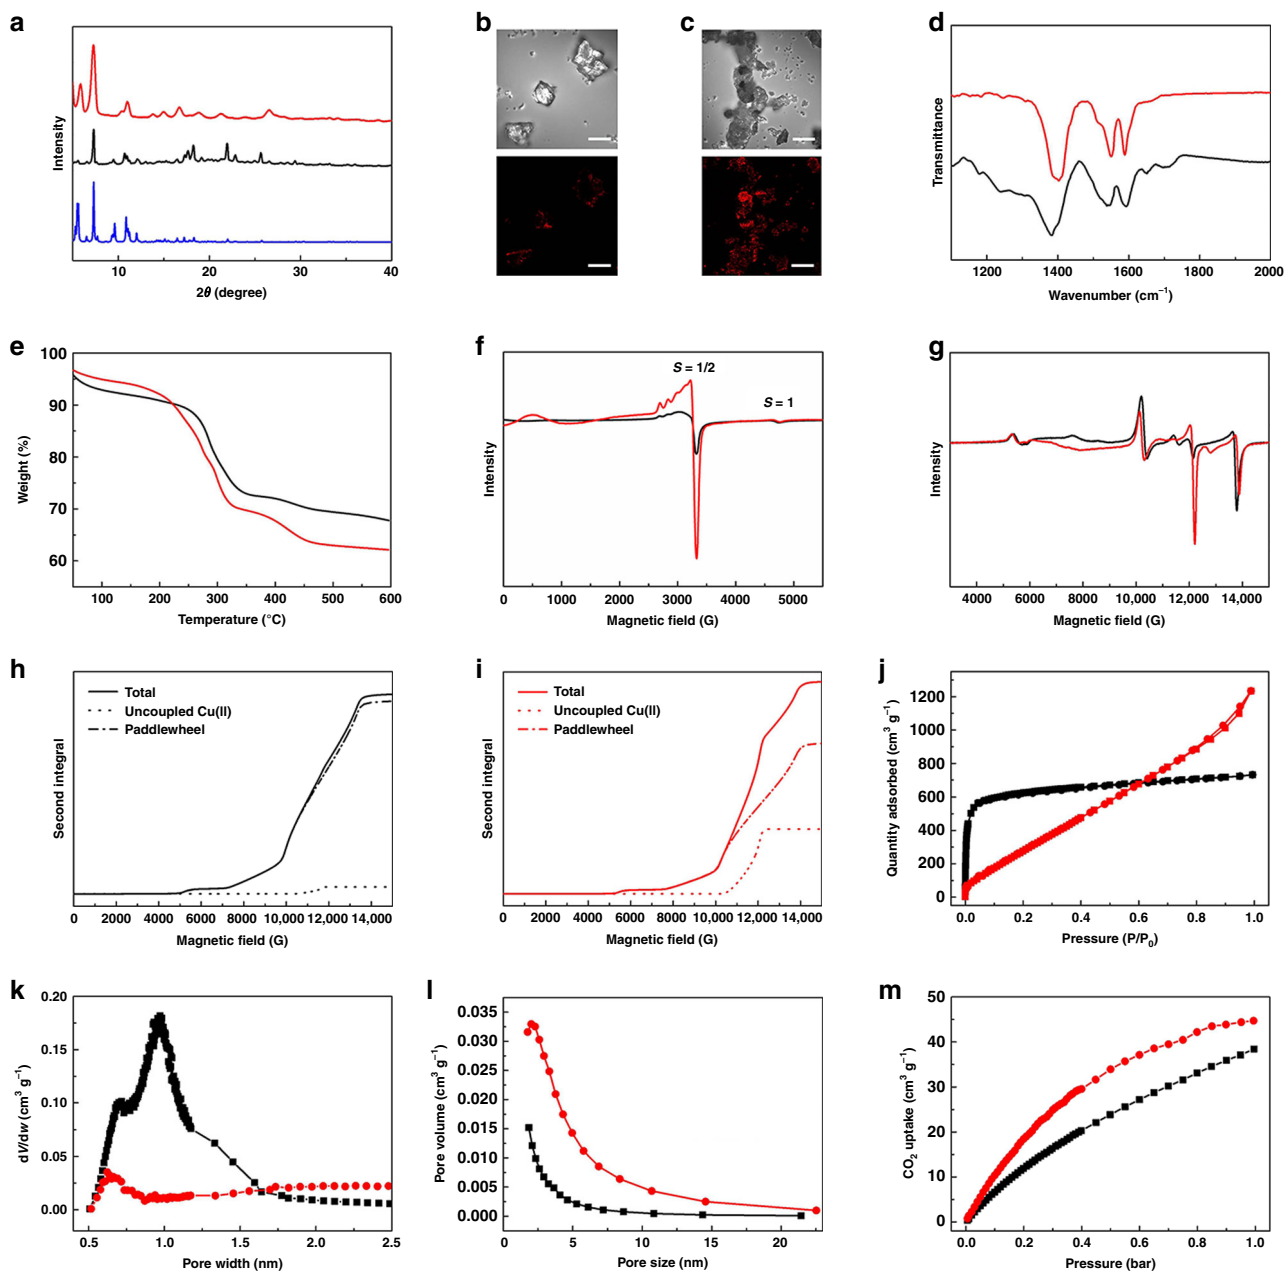 a
Intensity
10
20
30
40
2θ (degree)
b
c
d
Transmittance
1200
1400
1600
1800
2000
Wavenumber (cm⁻¹)
e
100
90
80
70
60
Weight (%)
100
200
300
400
500
600
Temperature (°C)
f
S = 1/2
S = 1
Intensity
0
1000
2000
3000
4000
5000
Magnetic field (G)
g
Intensity
4000
6000
8000
10,000
12,000
14,000
Magnetic field (G)
h
Total
Uncoupled Cu(II)
Paddlewheel
Second integral
0
2000
4000
6000
8000
10,000
12,000
14,000
Magnetic field (G)
i
Total
Uncoupled Cu(II)
Paddlewheel
Second integral
0
2000
4000
6000
8000
10,000
12,000
14,000
Magnetic field (G)
j
1200
1000
800
600
400
200
0
Quantity adsorbed (cm³ g⁻¹)
0.0
0.2
0.4
0.6
0.8
1.0
Pressure (P/P₀)
k
0.20
0.15
0.10
0.05
0.00
dV/dw (cm³ g⁻¹)
0.5
1.0
1.5
2.0
2.5
Pore width (nm)
l
0.035
0.030
0.025
0.020
0.015
0.010
0.005
0.000
Pore volume (cm³ g⁻¹)
0
5
10
15
20
Pore size (nm)
m
50
40
30
20
10
0
CO₂ uptake (cm³ g⁻¹)
0.0
0.2
0.4
0.6
0.8
1.0
Pressure (bar)